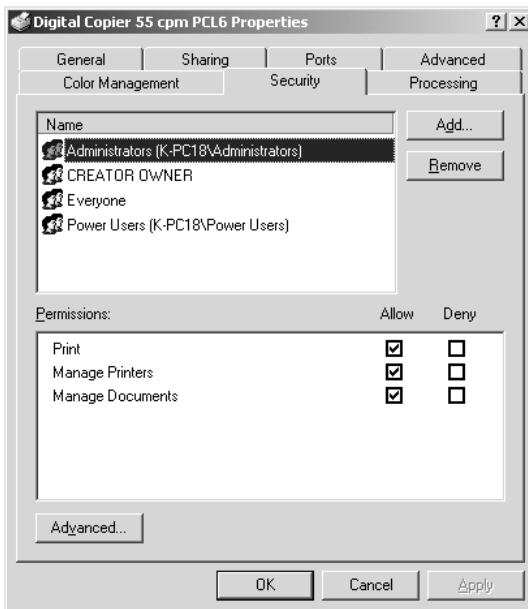 Digital Copier 55 cpm PCL6 Properties
General Sharing Ports Advanced
Color Management Security Processing
Name
Administrators (K-PC18\Administrators)
CREATOR OWNER
Everyone
Power Users (K-PC18\Power Users)
Add...
Remove
Permissions: Allow Deny
Print
Manage Printers
Manage Documents
Advanced...
OK Cancel Apply